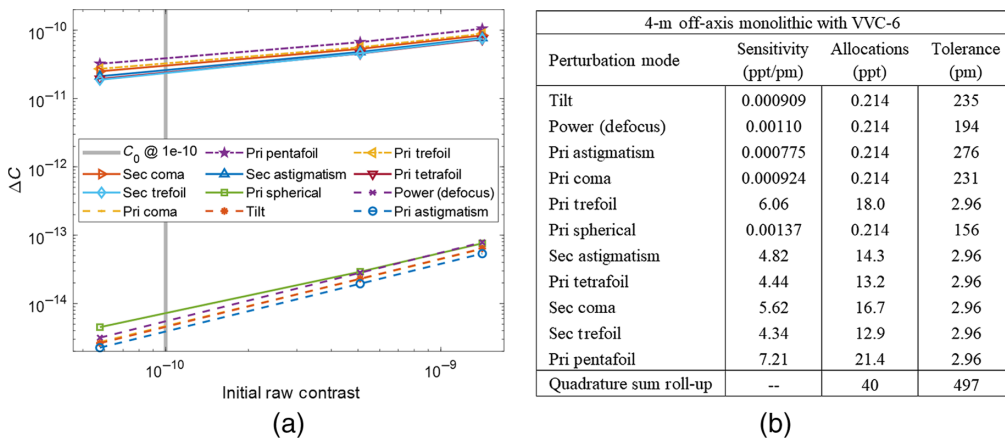 10⁻¹⁰
10⁻¹¹
10⁻¹²
10⁻¹³
10⁻¹⁴
ΔC
C₀ @ 1e-10 Pri pentafoil Pri trefoil
Sec coma Sec astigmatism Pri tetrafoil
Sec trefoil Pri spherical Power (defocus)
Pri coma Tilt Pri astigmatism
10⁻¹⁰ 10⁻⁹
Initial raw contrast
(a)
4-m off-axis monolithic with VVC-6
Perturbation mode Sensitivity (ppt/pm) Allocations (ppt) Tolerance (pm)
Tilt 0.000909 0.214 235
Power (defocus) 0.00110 0.214 194
Pri astigmatism 0.000775 0.214 276
Pri coma 0.000924 0.214 231
Pri trefoil 6.06 18.0 2.96
Pri spherical 0.00137 0.214 156
Sec astigmatism 4.82 14.3 2.96
Pri tetrafoil 4.44 13.2 2.96
Sec coma 5.62 16.7 2.96
Sec trefoil 4.34 12.9 2.96
Pri pentafoil 7.21 21.4 2.96
Quadrature sum roll-up -- 40 497
(b)